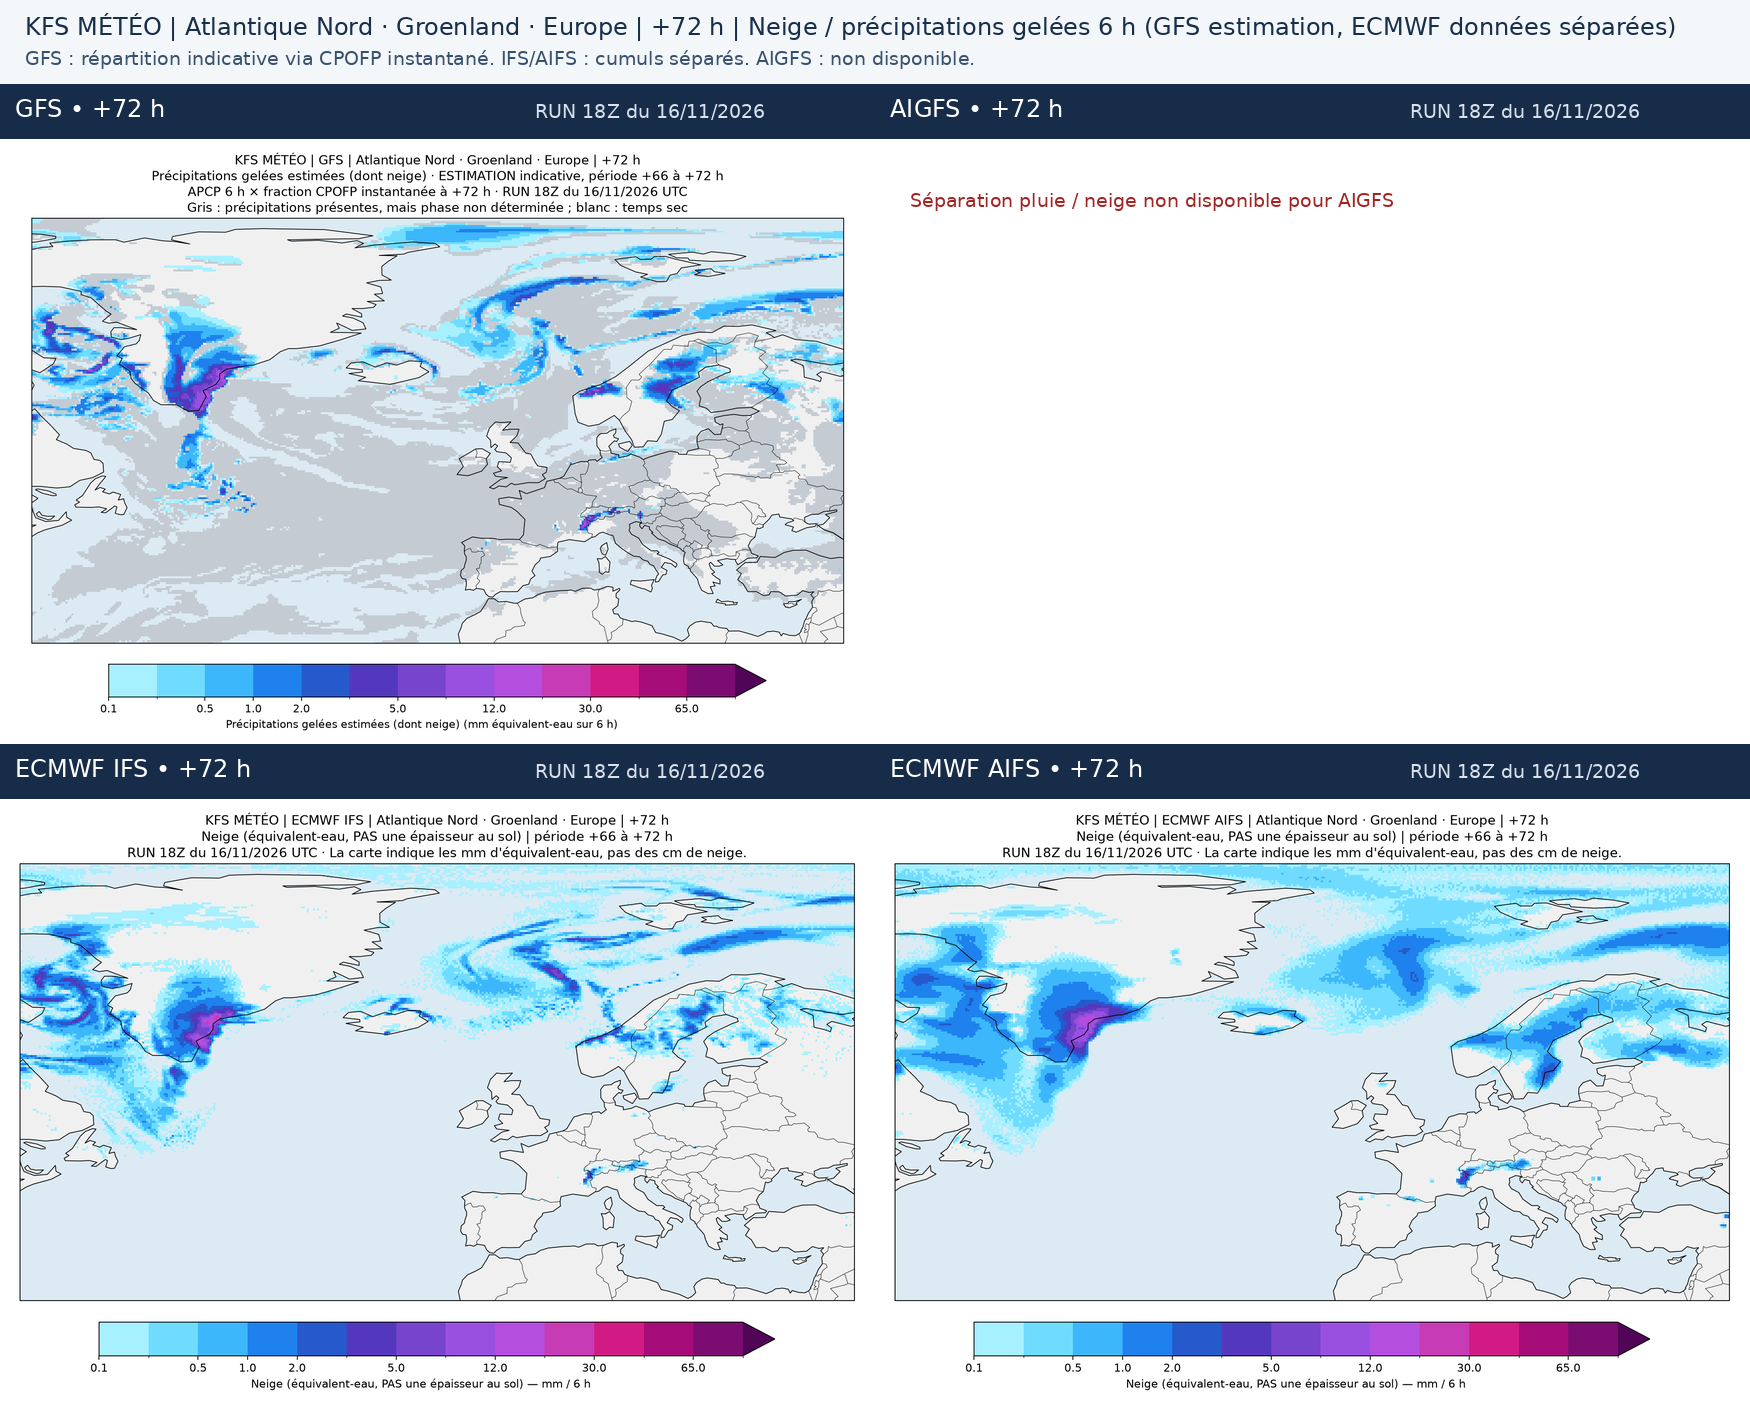 KFS MÉTÉO | Atlantique Nord · Groenland · Europe | +72 h | Neige / précipitations gelées 6 h (GFS estimation, ECMWF données séparées)
GFS : répartition indicative via CPOFP instantané. IFS/AIFS : cumuls séparés. AIGFS : non disponible.
GFS • +72 h
RUN 18Z du 16/11/2026
AIGFS • +72 h
RUN 18Z du 16/11/2026
KFS MÉTÉO | GFS | Atlantique Nord · Groenland · Europe | +72 h
Précipitations gelées estimées (dont neige) · ESTIMATION indicative, période +66 à +72 h
APCP 6 h × fraction CPOFP instantanée à +72 h · RUN 18Z du 16/11/2026 UTC
Gris : précipitations présentes, mais phase non déterminée ; blanc : temps sec
Séparation pluie / neige non disponible pour AIGFS
0.1 0.5 1.0 2.0 5.0 12.0 30.0 65.0
Précipitations gelées estimées (dont neige) (mm équivalent-eau sur 6 h)
ECMWF IFS • +72 h
RUN 18Z du 16/11/2026
ECMWF AIFS • +72 h
RUN 18Z du 16/11/2026
KFS MÉTÉO | ECMWF IFS | Atlantique Nord · Groenland · Europe | +72 h
Neige (équivalent-eau, PAS une épaisseur au sol) | période +66 à +72 h
RUN 18Z du 16/11/2026 UTC · La carte indique les mm d'équivalent-eau, pas des cm de neige.
KFS MÉTÉO | ECMWF AIFS | Atlantique Nord · Groenland · Europe | +72 h
Neige (équivalent-eau, PAS une épaisseur au sol) | période +66 à +72 h
RUN 18Z du 16/11/2026 UTC · La carte indique les mm d'équivalent-eau, pas des cm de neige.
0.1 0.5 1.0 2.0 5.0 12.0 30.0 65.0
Neige (équivalent-eau, PAS une épaisseur au sol) — mm / 6 h
0.1 0.5 1.0 2.0 5.0 12.0 30.0 65.0
Neige (équivalent-eau, PAS une épaisseur au sol) — mm / 6 h